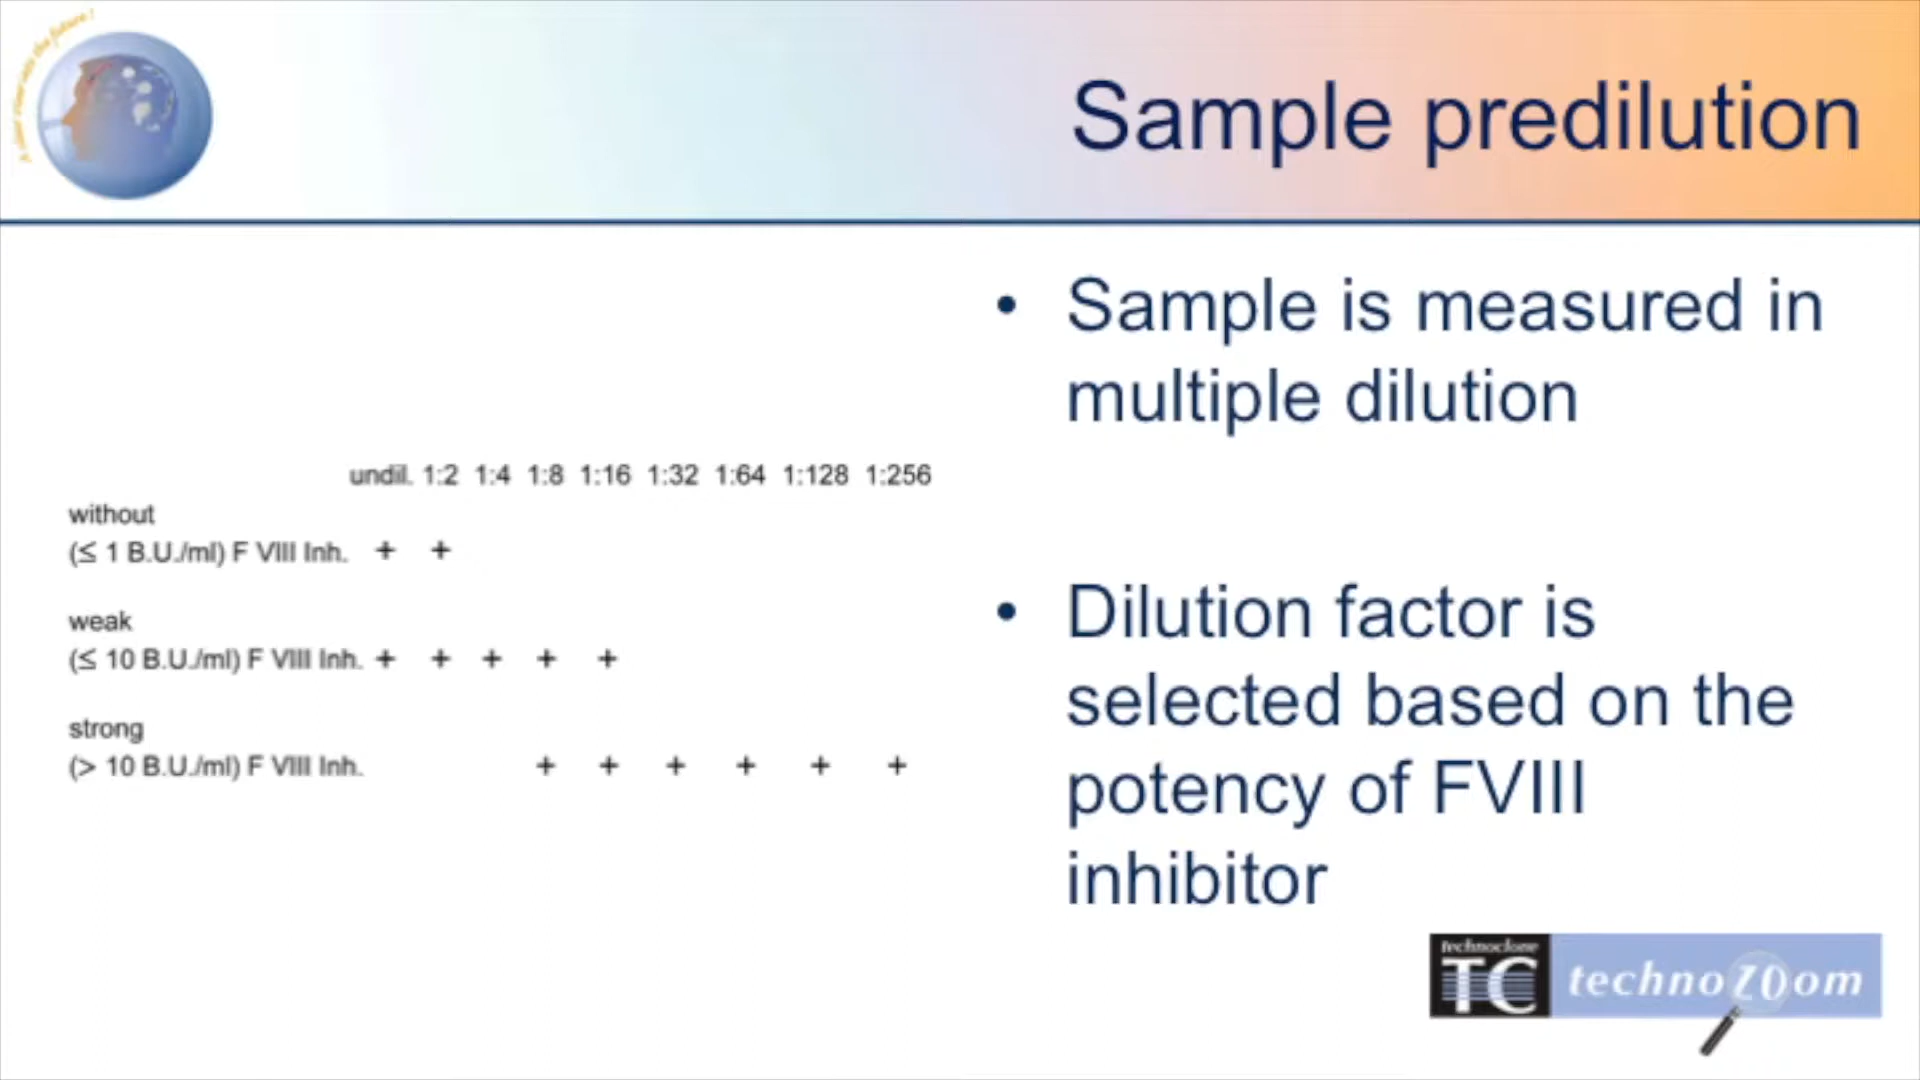 Sample predilution
undil. 1:2 1:4 1:8 1:16 1:32 1:64 1:128 1:256
without
(≤ 1 B.U./ml) F VIII Inh. + +
weak
(≤ 10 B.U./ml) F VIII Inh. + + + + +
strong
(> 10 B.U./ml) F VIII Inh. + + + + + +
• Sample is measured in
multiple dilution
• Dilution factor is
selected based on the
potency of FVIII
inhibitor
technoclone
TC
technozoom